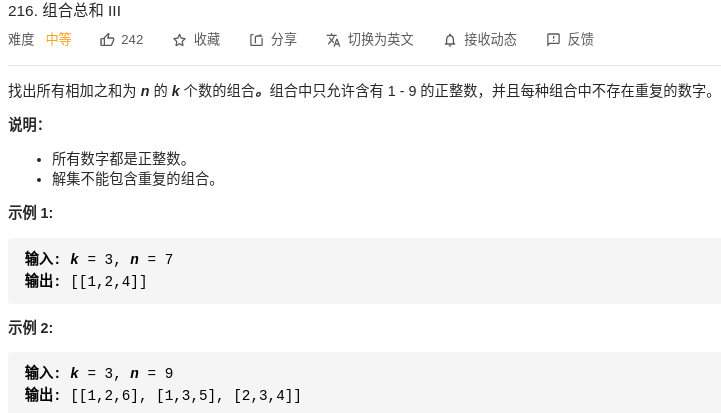 216. 组合总和 III
难度 中等 242 收藏 分享 切换为英文 接收动态 反馈
找出所有相加之和为 n 的 k 个数的组合。组合中只允许含有 1 - 9 的正整数，并且每种组合中不存在重复的数字。
说明：
• 所有数字都是正整数。
• 解集不能包含重复的组合。
示例 1:
输入: k = 3, n = 7
输出: [[1,2,4]]
示例 2:
输入: k = 3, n = 9
输出: [[1,2,6], [1,3,5], [2,3,4]]